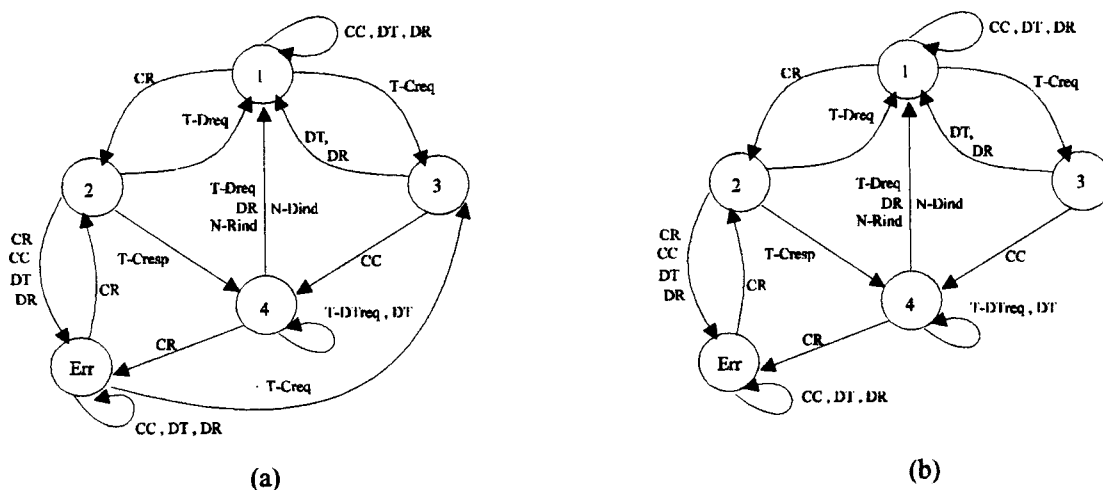 CC , DT , DR
1
CR
T-Creq
T-Dreq
DT,
DR
2
3
T-Dreq
DR
N-Rind
N-Dind
CR
CC
DT
DR
CR
T-Cresp
CC
4
T-DTreq , DT
CR
Err
T-Creq
CC , DT , DR
(a)
CC , DT , DR
1
CR
T-Creq
T-Dreq
DT,
DR
2
3
T-Dreq
DR
N-Rind
N-Dind
CR
CC
DT
DR
CR
T-Cresp
CC
4
T-DTreq , DT
CR
Err
CC , DT , DR
(b)